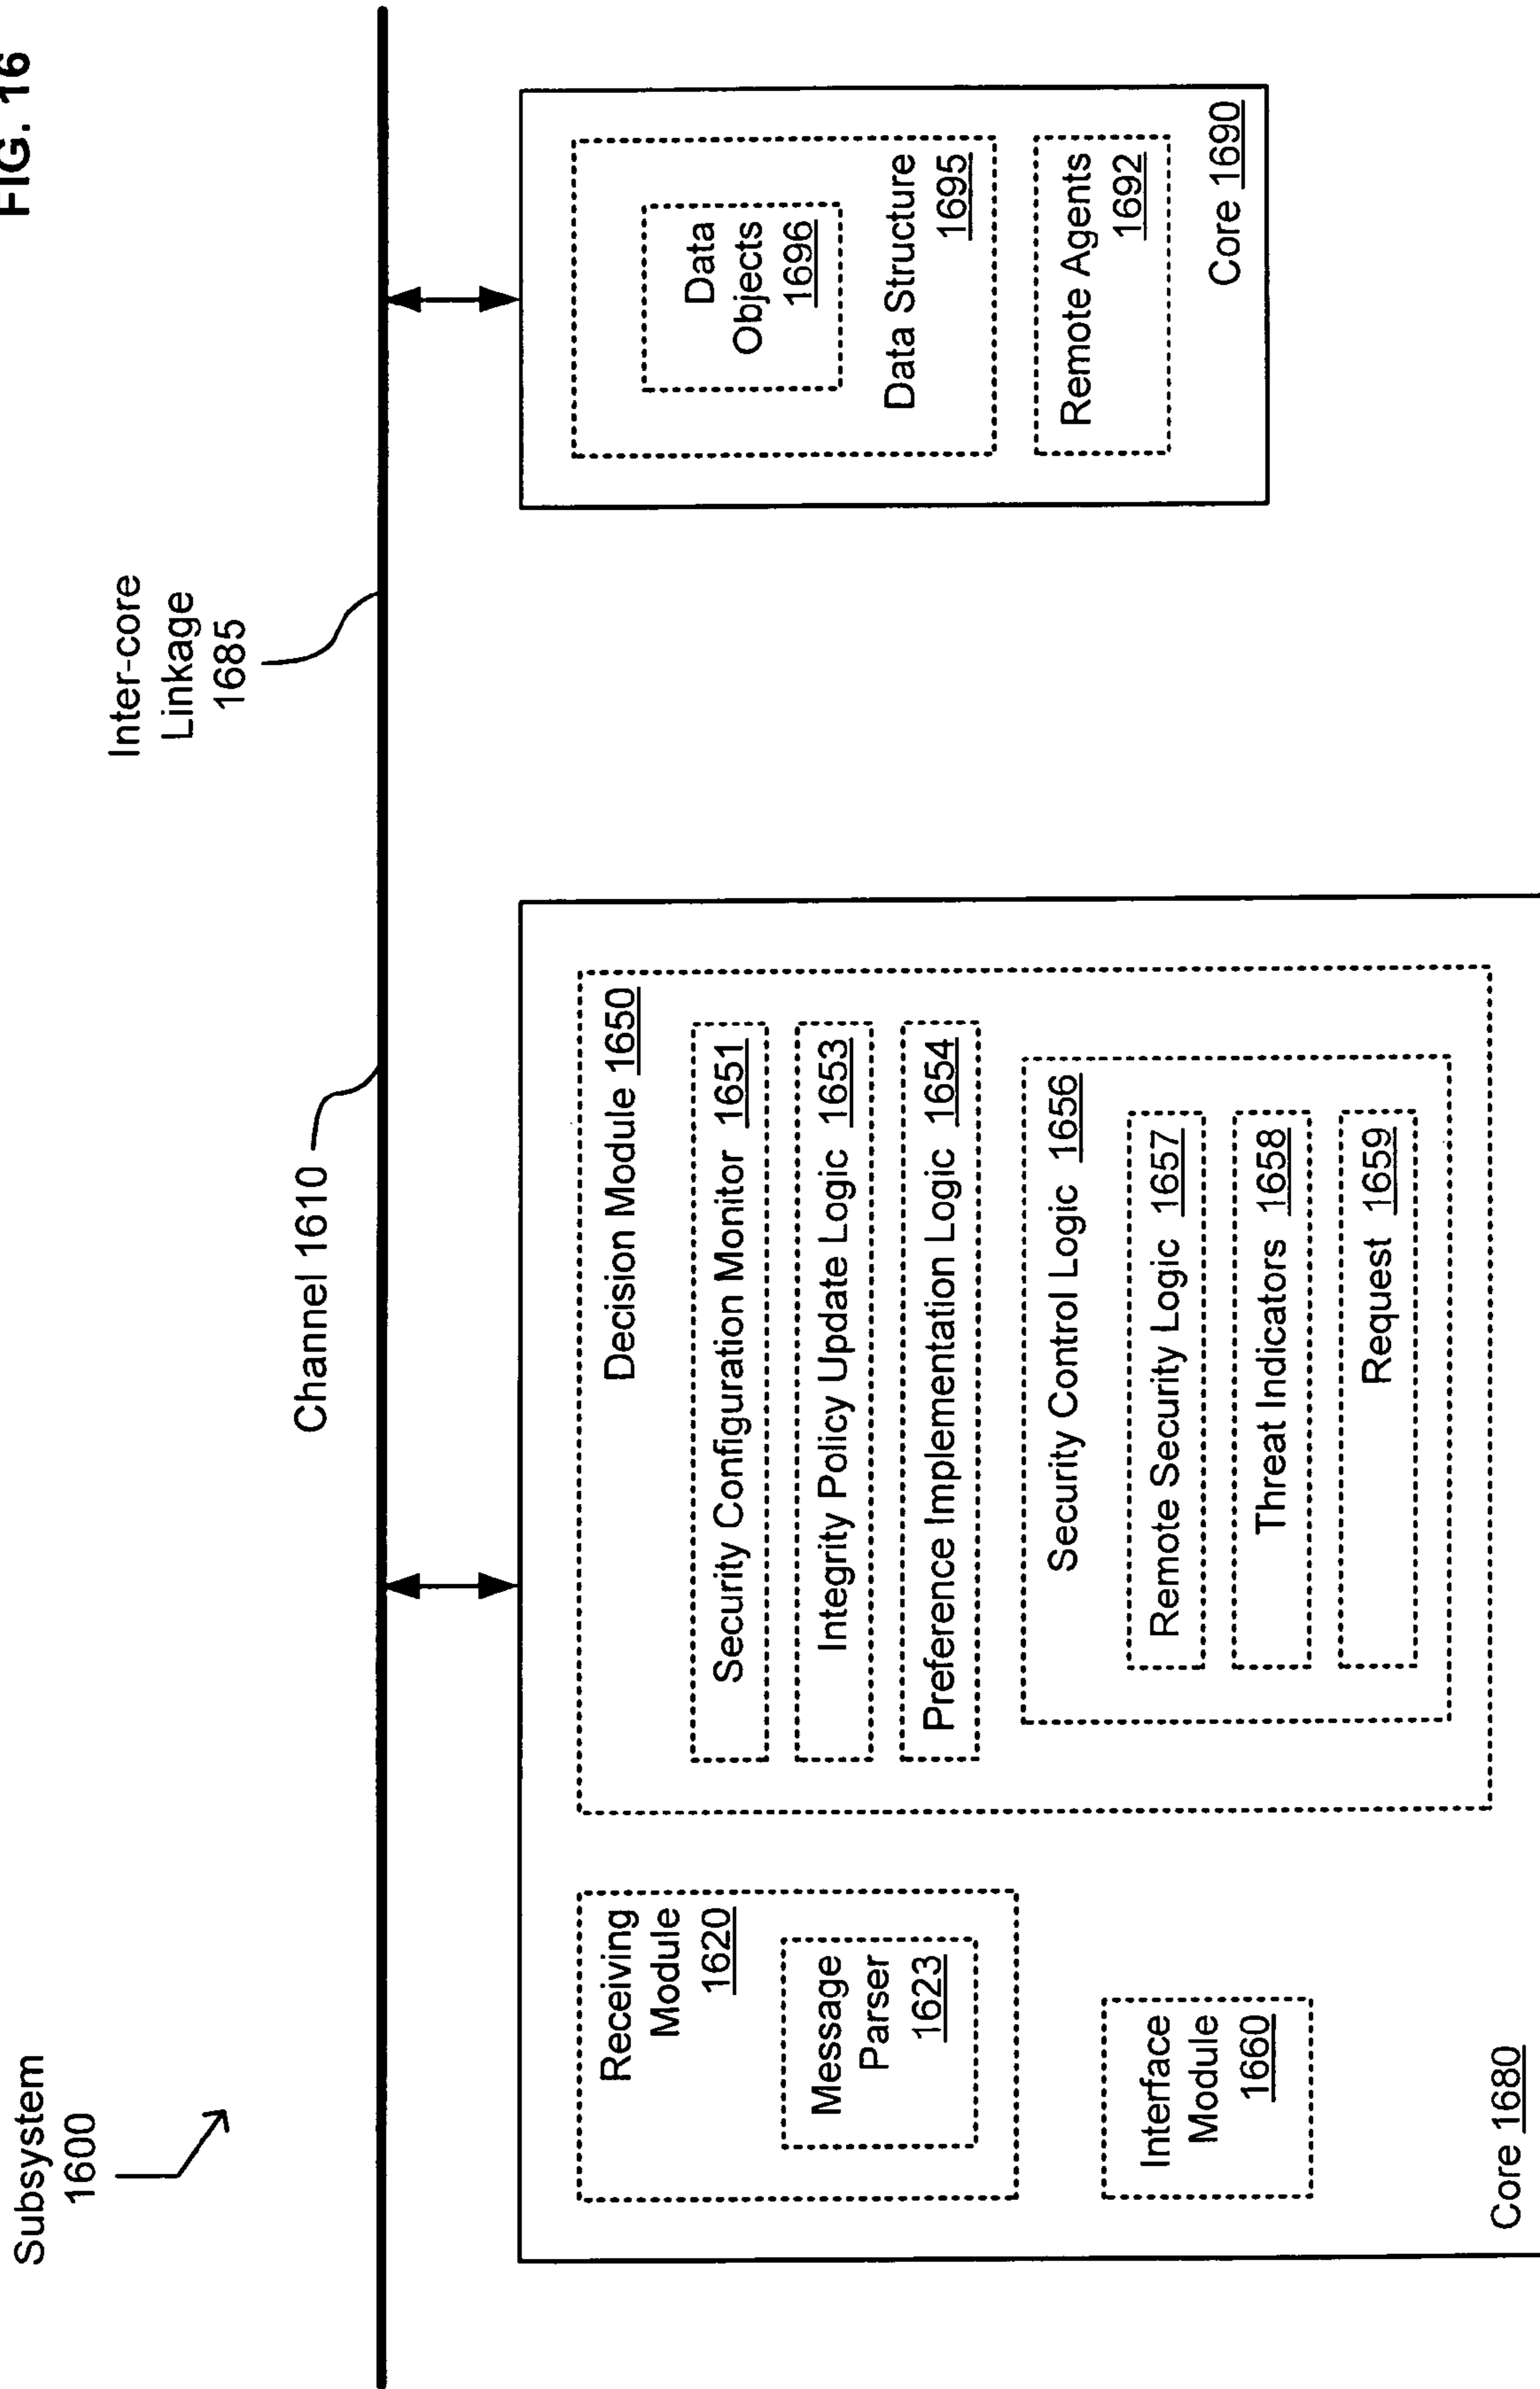 FIG. 16
Subsystem
1600
Inter-core
Linkage
1685
Channel 1610
Receiving
Module
1620
Message
Parser
1623
Interface
Module
1660
Core 1680
Decision Module 1650
Security Configuration Monitor 1651
Integrity Policy Update Logic 1653
Preference Implementation Logic 1654
Security Control Logic 1656
Remote Security Logic 1657
Threat Indicators 1658
Request 1659
Data
Objects
1696
Data Structure
1695
Remote Agents
1692
Core 1690